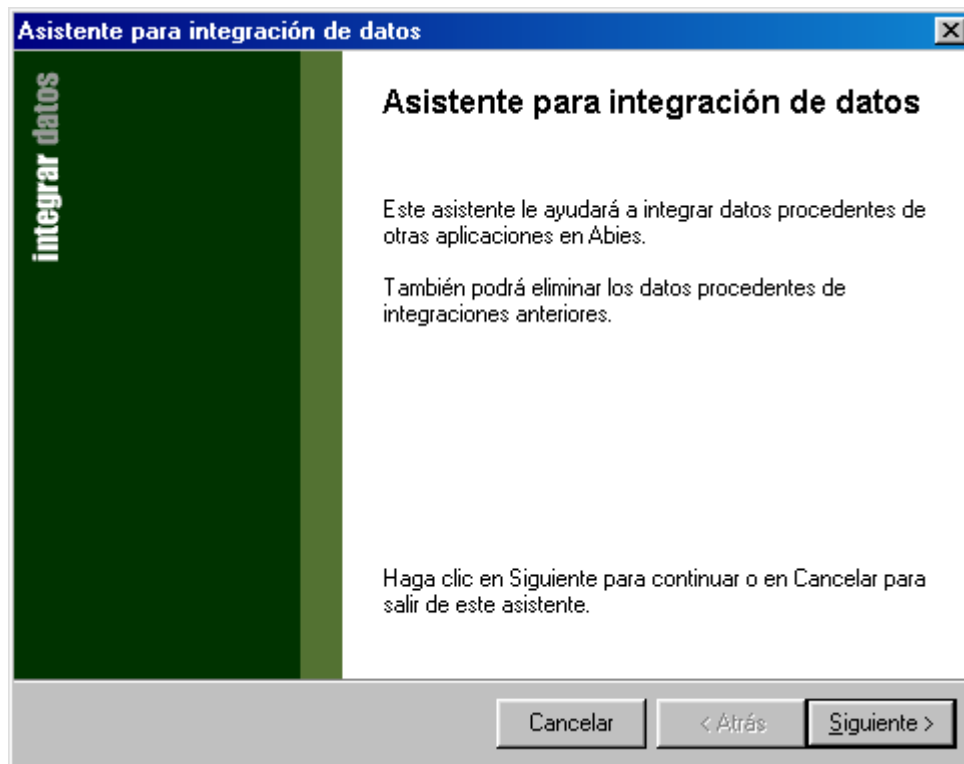 Asistente para integración de datos
integrar datos
Asistente para integración de datos
Este asistente le ayudará a integrar datos procedentes de
otras aplicaciones en Abies.
También podrá eliminar los datos procedentes de
integraciones anteriores.
Haga clic en Siguiente para continuar o en Cancelar para
salir de este asistente.
Cancelar
< Atrás
Siguiente >